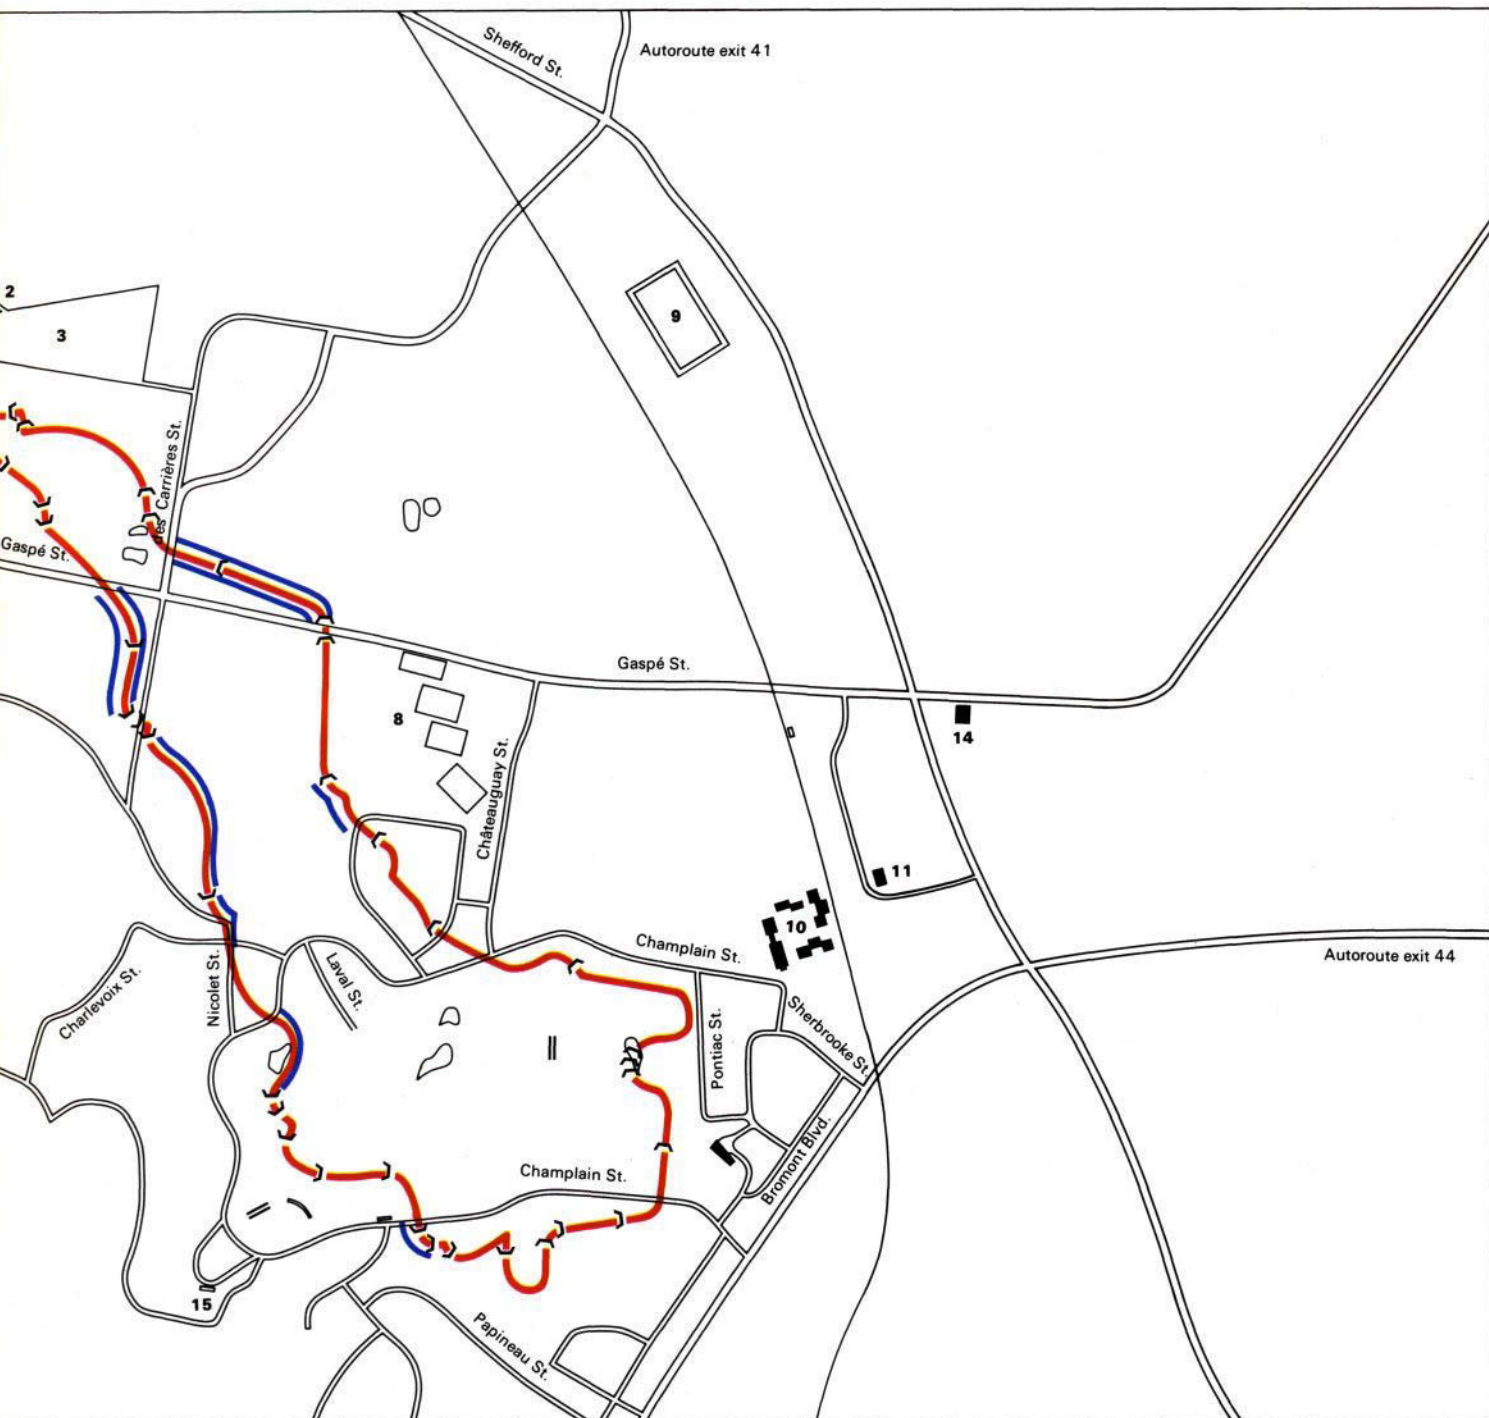 Shefford St.
Autoroute exit 41
2
3
9
des Carrières St.
Gaspé St.
Gaspé St.
8
14
Châteauguay St.
11
10
Champlain St.
Autoroute exit 44
Charlevoix St.
Nicolet St.
Laval St.
Sherbrooke St.
Pontiac St.
Champlain St.
Bromont Blvd.
15
Papineau St.